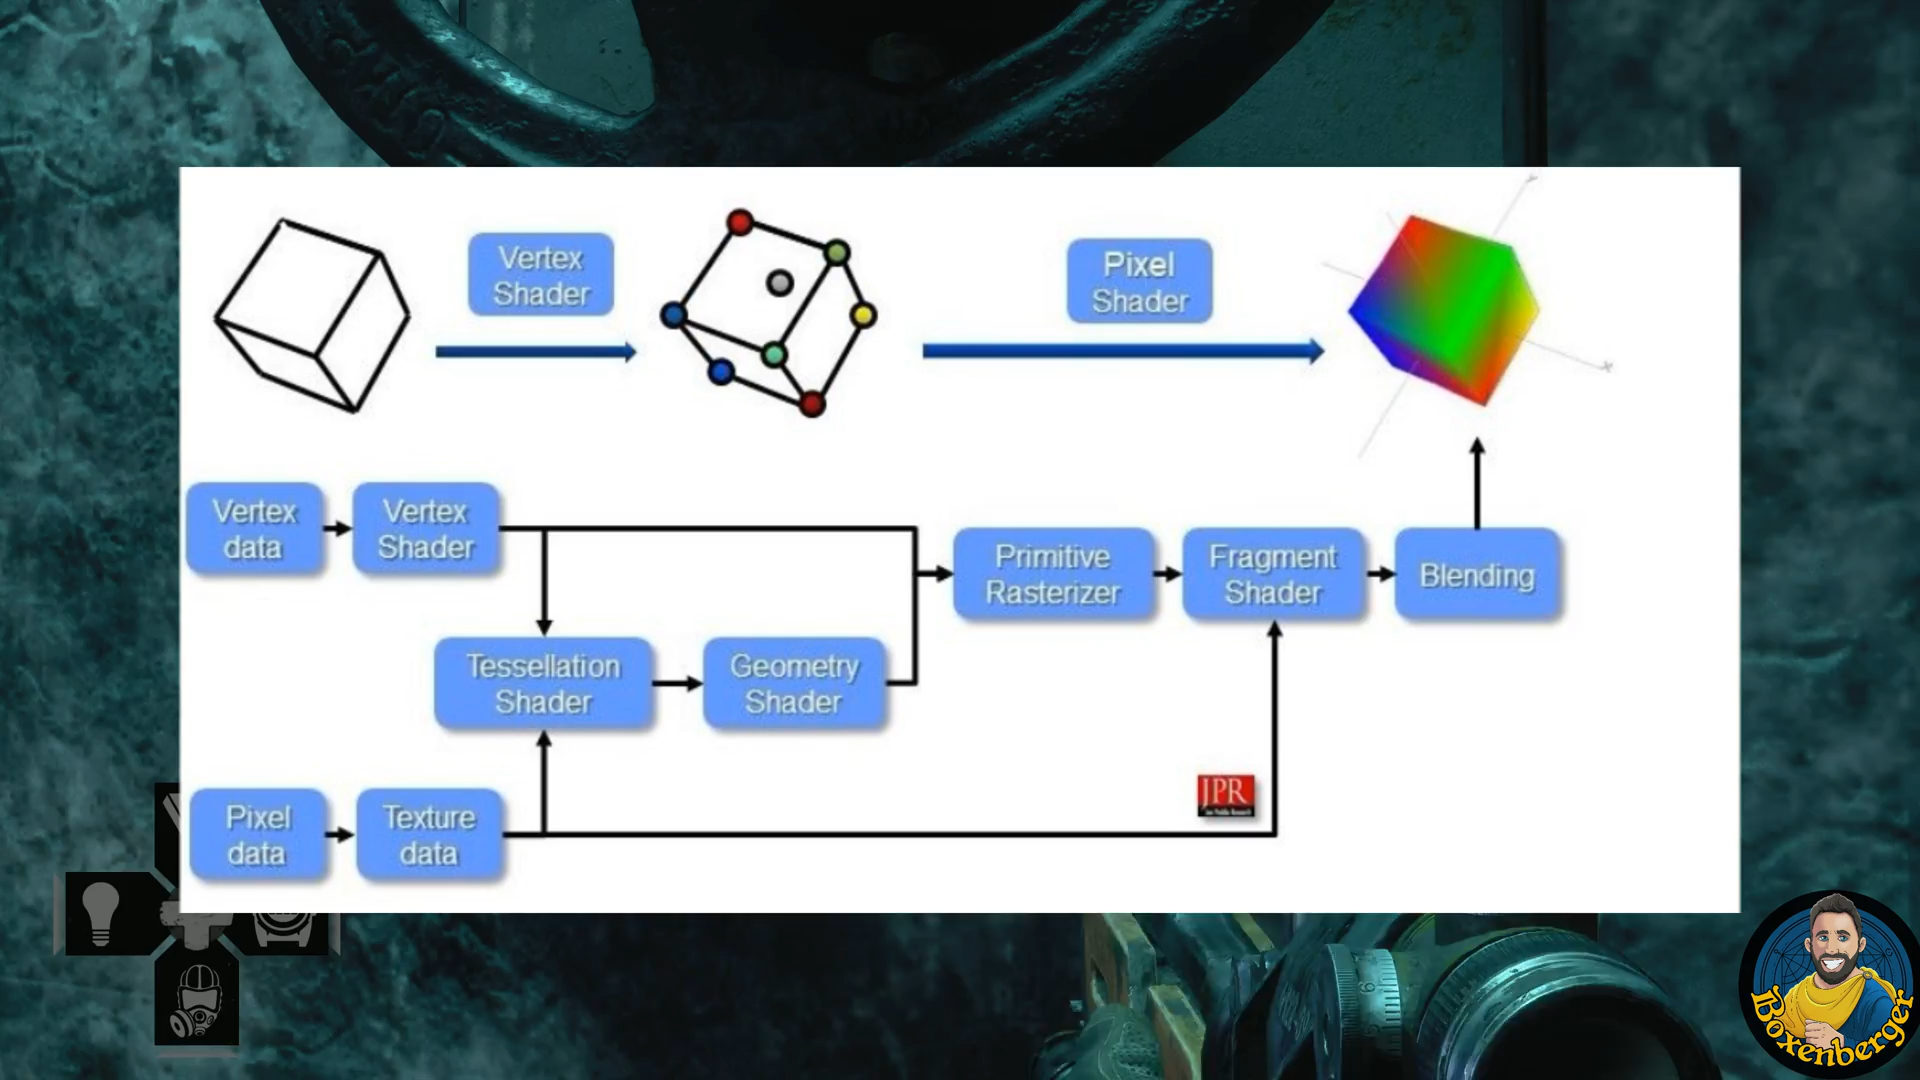 Vertex
Shader
Pixel
Shader
Y
X
Vertex
data
Vertex
Shader
Primitive
Rasterizer
Fragment
Shader
Blending
Tessellation
Shader
Geometry
Shader
JPR
Pixel
data
Texture
data
Boxenberger